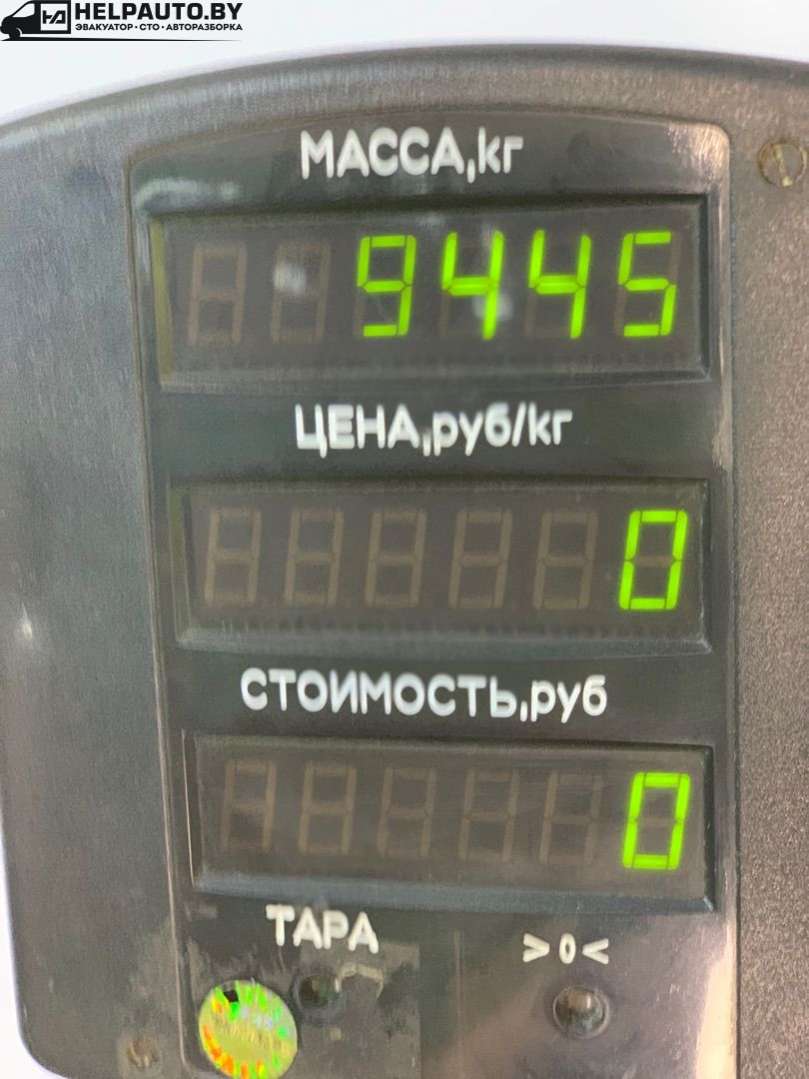 HELPAUTO.BY
ЭВАКУАТОР • СТО • АВТОРАЗБОРКА
МАССА,кг
9445
ЦЕНА,руб/кг
0
СТОИМОСТЬ,руб
0
ТАРА >0<